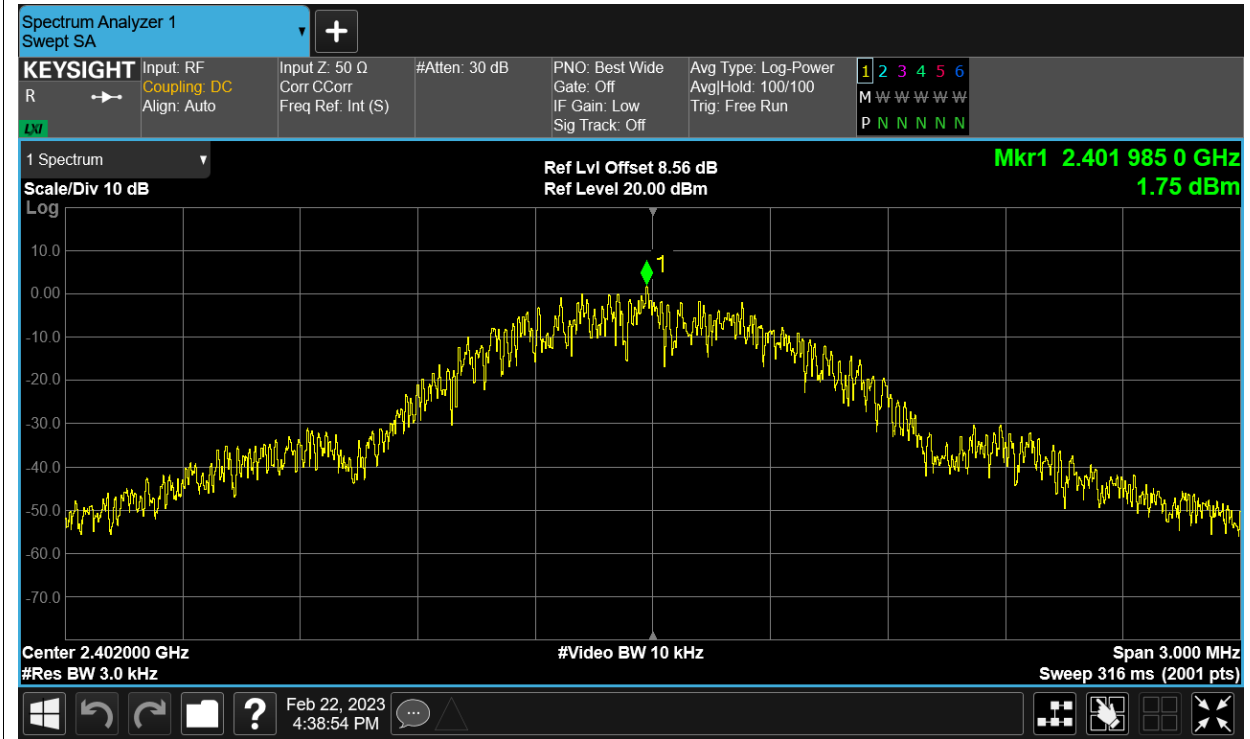 Spectrum Analyzer 1
Swept SA
KEYSIGHT
R
LXI
Input: RF
Coupling: DC
Align: Auto
Input Z: 50 Ω
Corr CCorr
Freq Ref: Int (S)
#Atten: 30 dB
PNO: Best Wide
Gate: Off
IF Gain: Low
Sig Track: Off
Avg Type: Log-Power
Avg|Hold: 100/100
Trig: Free Run
1 2 3 4 5 6
M W W W W W W
P N N N N N N
1 Spectrum
Scale/Div 10 dB
Log
Ref Lvl Offset 8.56 dB
Ref Level 20.00 dBm
Mkr1 2.401 985 0 GHz
1.75 dBm
1
10.0
0.00
-10.0
-20.0
-30.0
-40.0
-50.0
-60.0
-70.0
Center 2.402000 GHz
#Res BW 3.0 kHz
#Video BW 10 kHz
Span 3.000 MHz
Sweep 316 ms (2001 pts)
?
Feb 22, 2023
4:38:54 PM